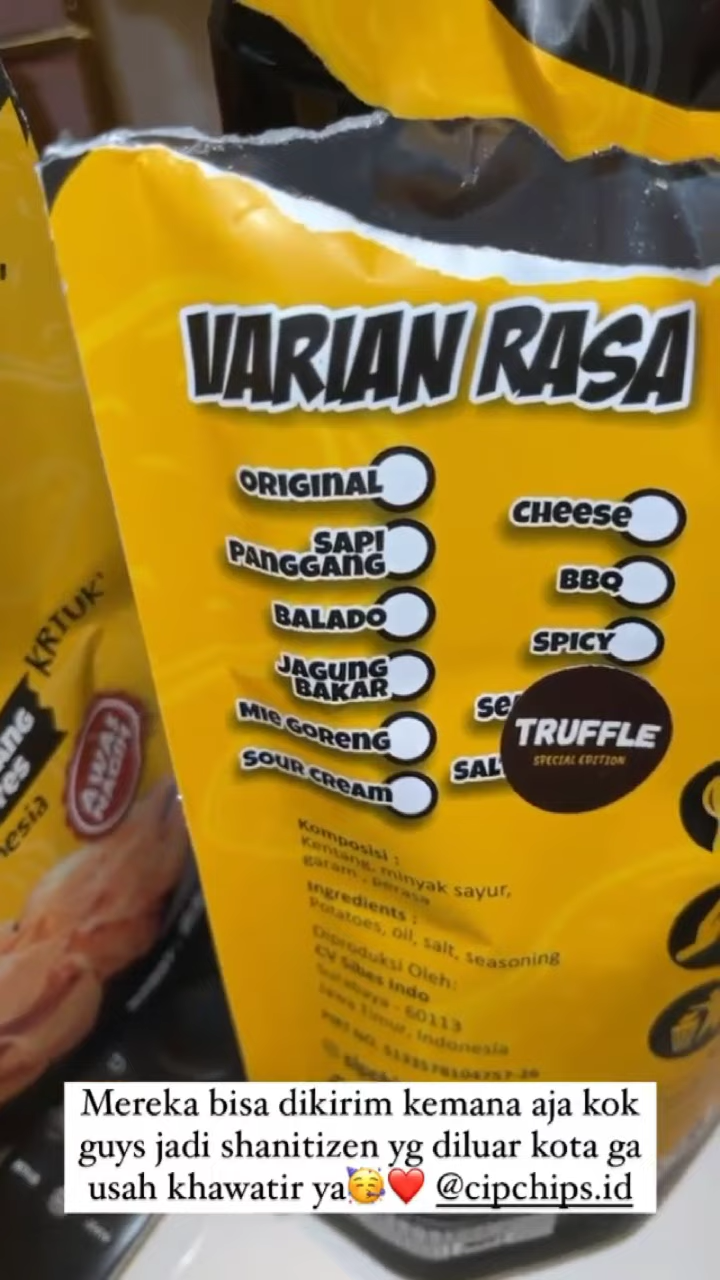 VARIAN RASA
ORIGINAL
SAPI
PANGGANG
BALADO
JAGUNG
BAKAR
MIE GORENG
SOUR CREAM
CHEESE
BBQ
SPICY
TRUFFLE
SPECIAL EDITION
Komposisi :
Kentang, minyak sayur,
garam, perasa
Ingredients :
Potatoes, oil, salt, seasoning
Diproduksi Oleh:
CV Sibes Indo
Surabaya - 60113
Jawa Timur, Indonesia
KRIUK
Mereka bisa dikirim kemana aja kok
guys jadi shanitizen yg diluar kota ga
usah khawatir ya🥳❤️ @cipchips.id